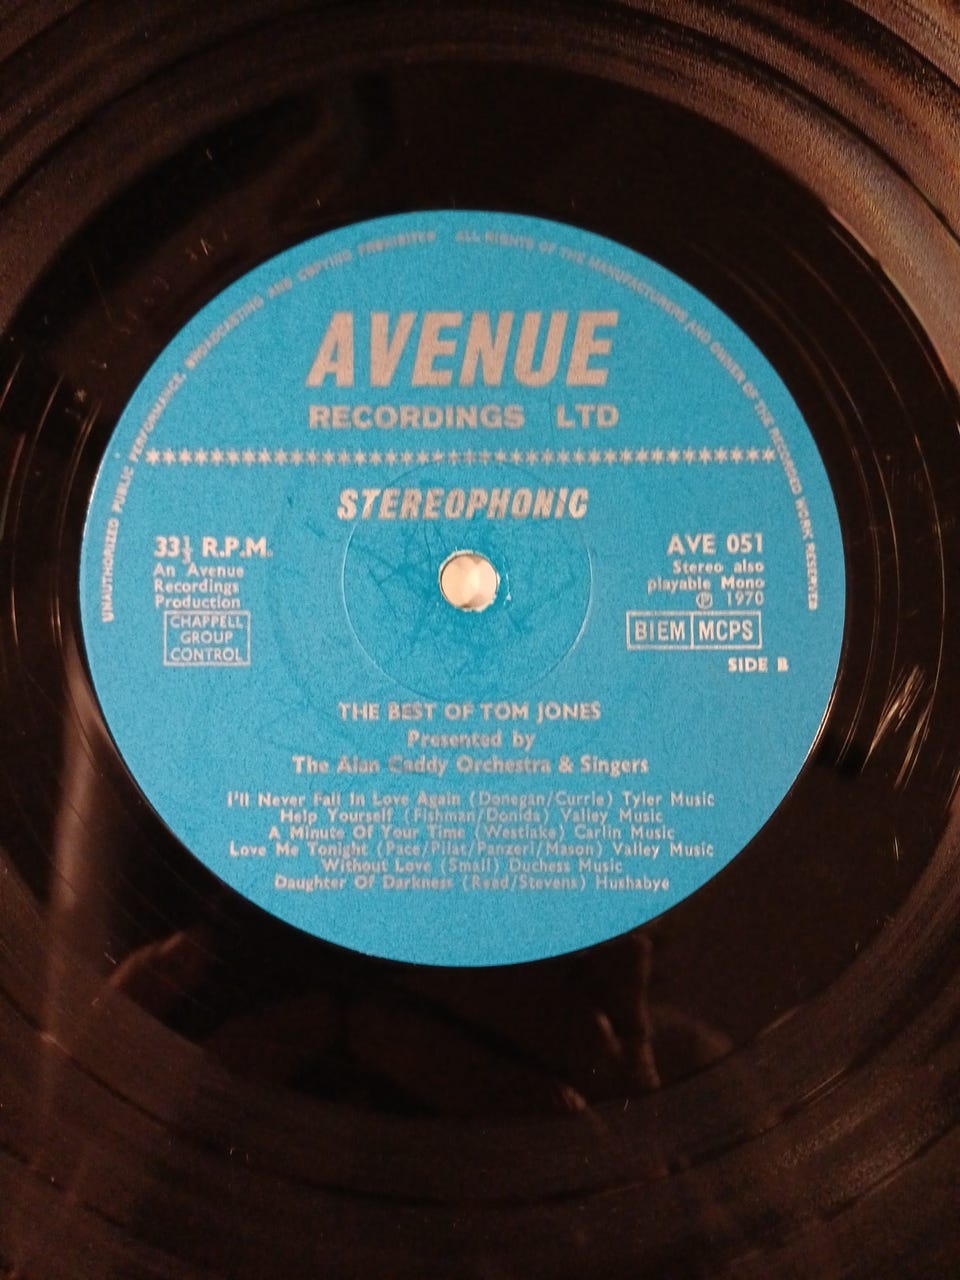 UNAUTHORIZED PUBLIC PERFORMANCE, BROADCASTING AND COPYING PROHIBITED ALL RIGHTS OF THE MANUFACTURERS AND OWNER OF THE RECORDED WORK RESERVED
AVENUE
RECORDINGS LTD
STEREOPHONIC
33⅓ R.P.M.
An Avenue
Recordings
Production
CHAPPELL
GROUP
CONTROL
AVE 051
Stereo also
playable Mono
℗ 1970
BIEM MCPS
SIDE B
THE BEST OF TOM JONES
Presented by
The Alan Caddy Orchestra & Singers
I'll Never Fall In Love Again (Donegan/Currie) Tyler Music
Help Yourself (Fishman/Donida) Valley Music
A Minute Of Your Time (Westlake) Carlin Music
Love Me Tonight (Pace/Pilat/Panzeri/Mason) Valley Music
Without Love (Small) Duchess Music
Daughter Of Darkness (Reed/Stevens) Hushabye